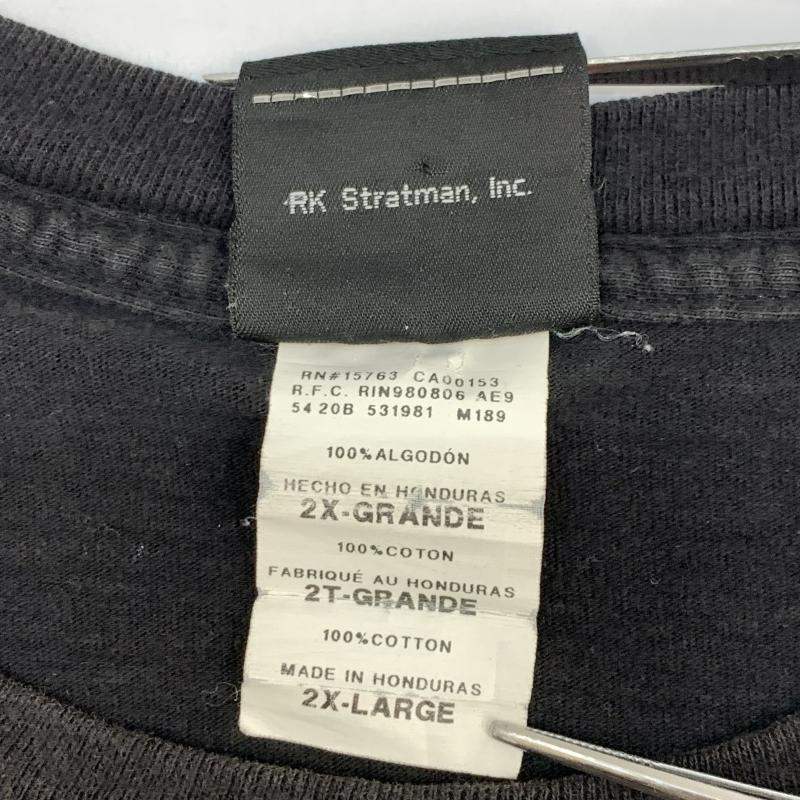 RK Stratman, Inc.
RN#15763 CA00153
R.F.C. RIN980806 AE9
54 20B 531981 M189
100%ALGODÓN
HECHO EN HONDURAS
2X-GRANDE
100%COTON
FABRIQUÉ AU HONDURAS
2T-GRANDE
100%COTTON
MADE IN HONDURAS
2X-LARGE